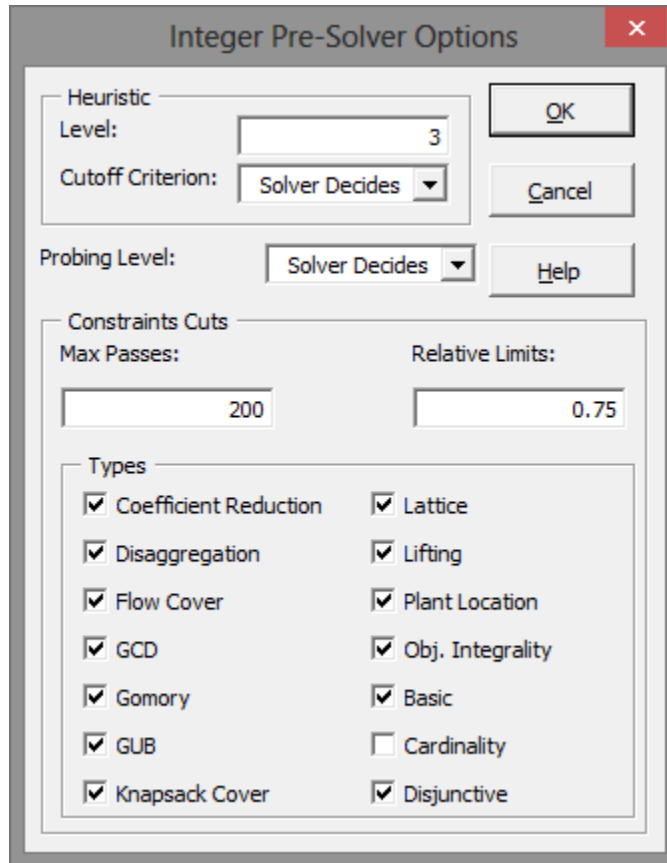 Integer Pre-Solver Options
Heuristic
Level: 3
Cutoff Criterion: Solver Decides
OK
Cancel
Probing Level: Solver Decides
Help
Constraints Cuts
Max Passes: Relative Limits:
200 0.75
Types
Coefficient Reduction Lattice
Disaggregation Lifting
Flow Cover Plant Location
GCD Obj. Integrality
Gomory Basic
GUB Cardinality
Knapsack Cover Disjunctive